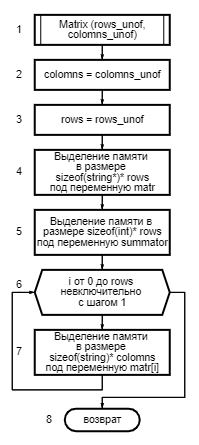 1
Matrix (rows_unof,
colomns_unof)
2
colomns = colomns_unof
3
rows = rows_unof
4
Выделение памяти
в размере
sizeof(string*)* rows
под переменную matr
5
Выделение памяти в
размере sizeof(int)* rows
под переменную summator
6
i от 0 до rows
невключительно
с шагом 1
7
Выделение памяти
в размере
sizeof(string)* colomns
под переменную matr[i]
8
возврат